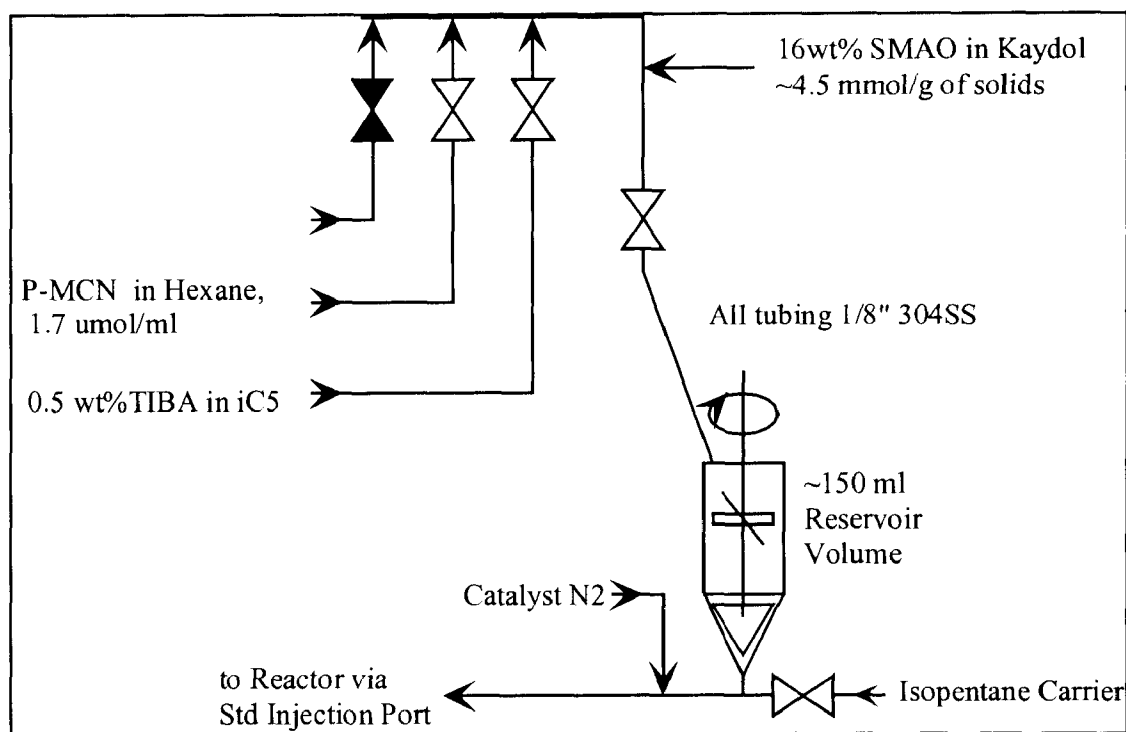 16wt% SMAO in Kaydol
~4.5 mmol/g of solids
P-MCN in Hexane,
1.7 umol/ml
All tubing 1/8" 304SS
0.5 wt%TIBA in iC5
~150 ml
Reservoir
Volume
Catalyst N2
to Reactor via
Std Injection Port
Isopentane Carrier